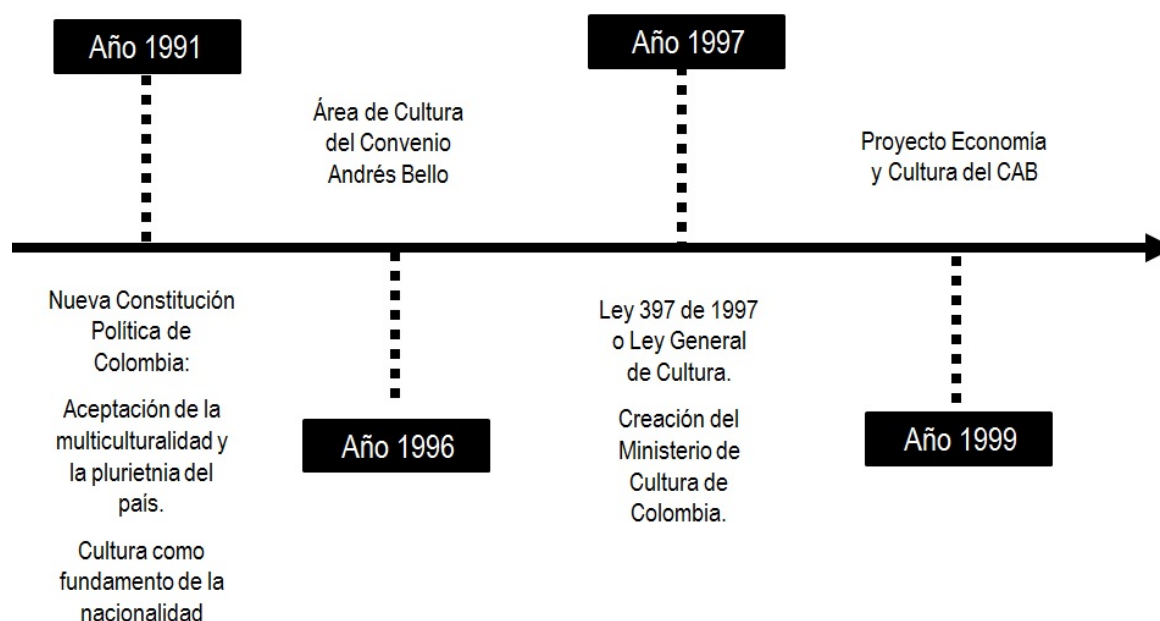 Año 1991
Nueva Constitución
Política de
Colombia:
Aceptación de la
multiculturalidad y
la plurietnia del
país.
Cultura como
fundamento de la
nacionalidad
Área de Cultura
del Convenio
Andrés Bello
Año 1996
Año 1997
Ley 397 de 1997
o Ley General
de Cultura.
Creación del
Ministerio de
Cultura de
Colombia.
Proyecto Economía
y Cultura del CAB
Año 1999